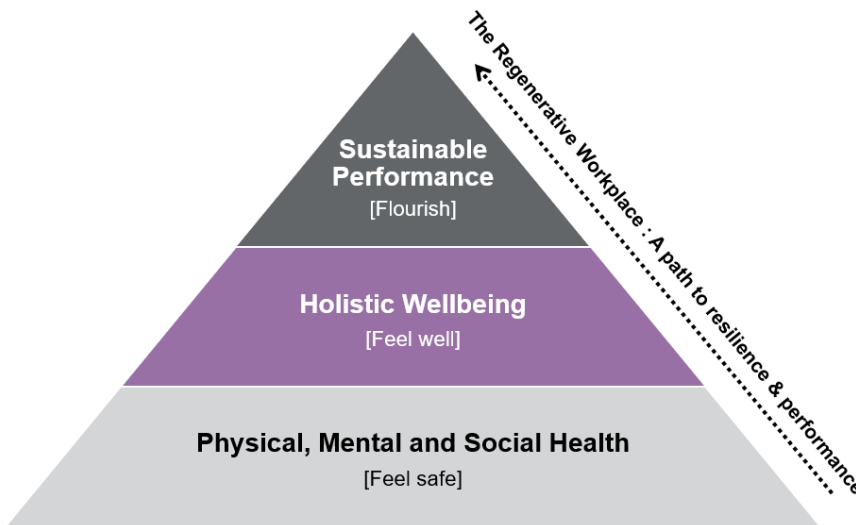 Sustainable
Performance
[Flourish]
Holistic Wellbeing
[Feel well]
Physical, Mental and Social Health
[Feel safe]
The Regenerative Workplace : A path to resilience & performance